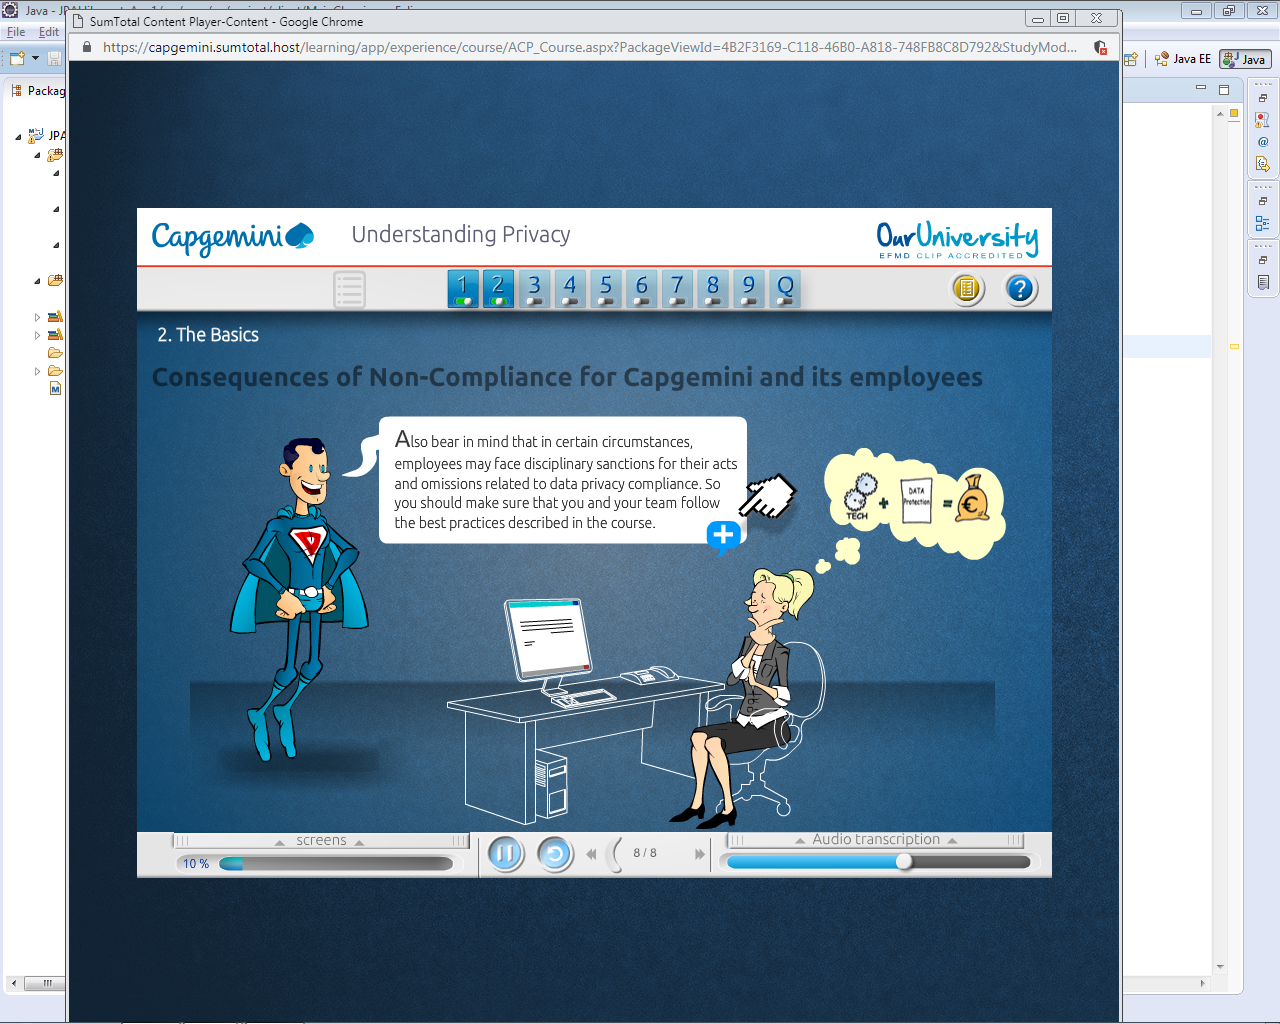 Java - JPA
SumTotal Content Player-Content - Google Chrome
https://capgemini.sumtotal.host/learning/app/experience/course/ACP_Course.aspx?PackageViewId=4B2F3169-C118-46B0-A818-748FB8C8D792&StudyMod...
File Edit
Java EE
Java
Packag
JPA
Capgemini
Understanding Privacy
OurUniversity
EFMD CLIP ACCREDITED
1 2 3 4 5 6 7 8 9 Q
?
2. The Basics
Consequences of Non-Compliance for Capgemini and its employees
Also bear in mind that in certain circumstances,
employees may face disciplinary sanctions for their acts
and omissions related to data privacy compliance. So
you should make sure that you and your team follow
the best practices described in the course.
TECH
+
DATA
Protection
=
€
screens
10 %
8 / 8
Audio transcription